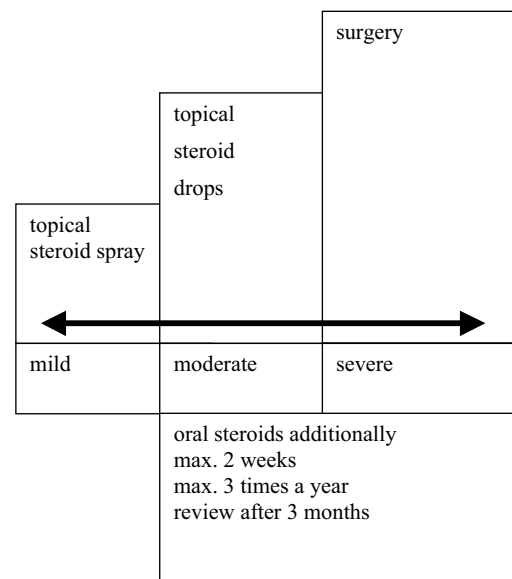 surgery
topical
steroid
drops
topical
steroid spray
mild
moderate
severe
oral steroids additionally
max. 2 weeks
max. 3 times a year
review after 3 months